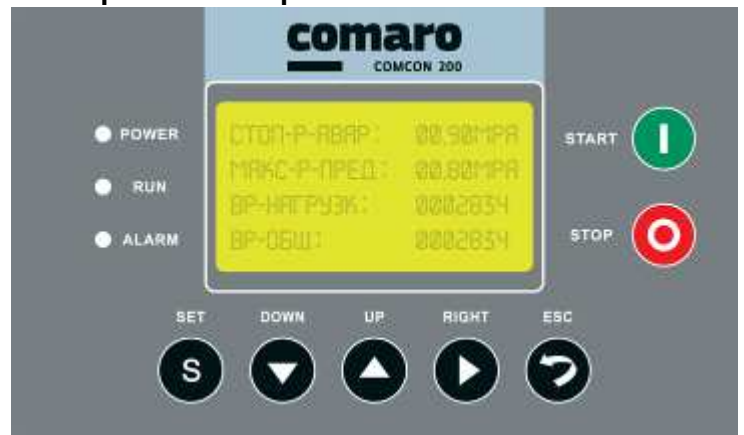 comaro
COMCON 200
POWER
RUN
ALARM
СТОП-Р-АВАР: 00.90MPA
МАКС-Р-ПРЕД: 00.80MPA
ВР-НАГРУЗК: 0002834
ВР-ОБЩ: 0002834
START
STOP
SET DOWN UP RIGHT ESC
S